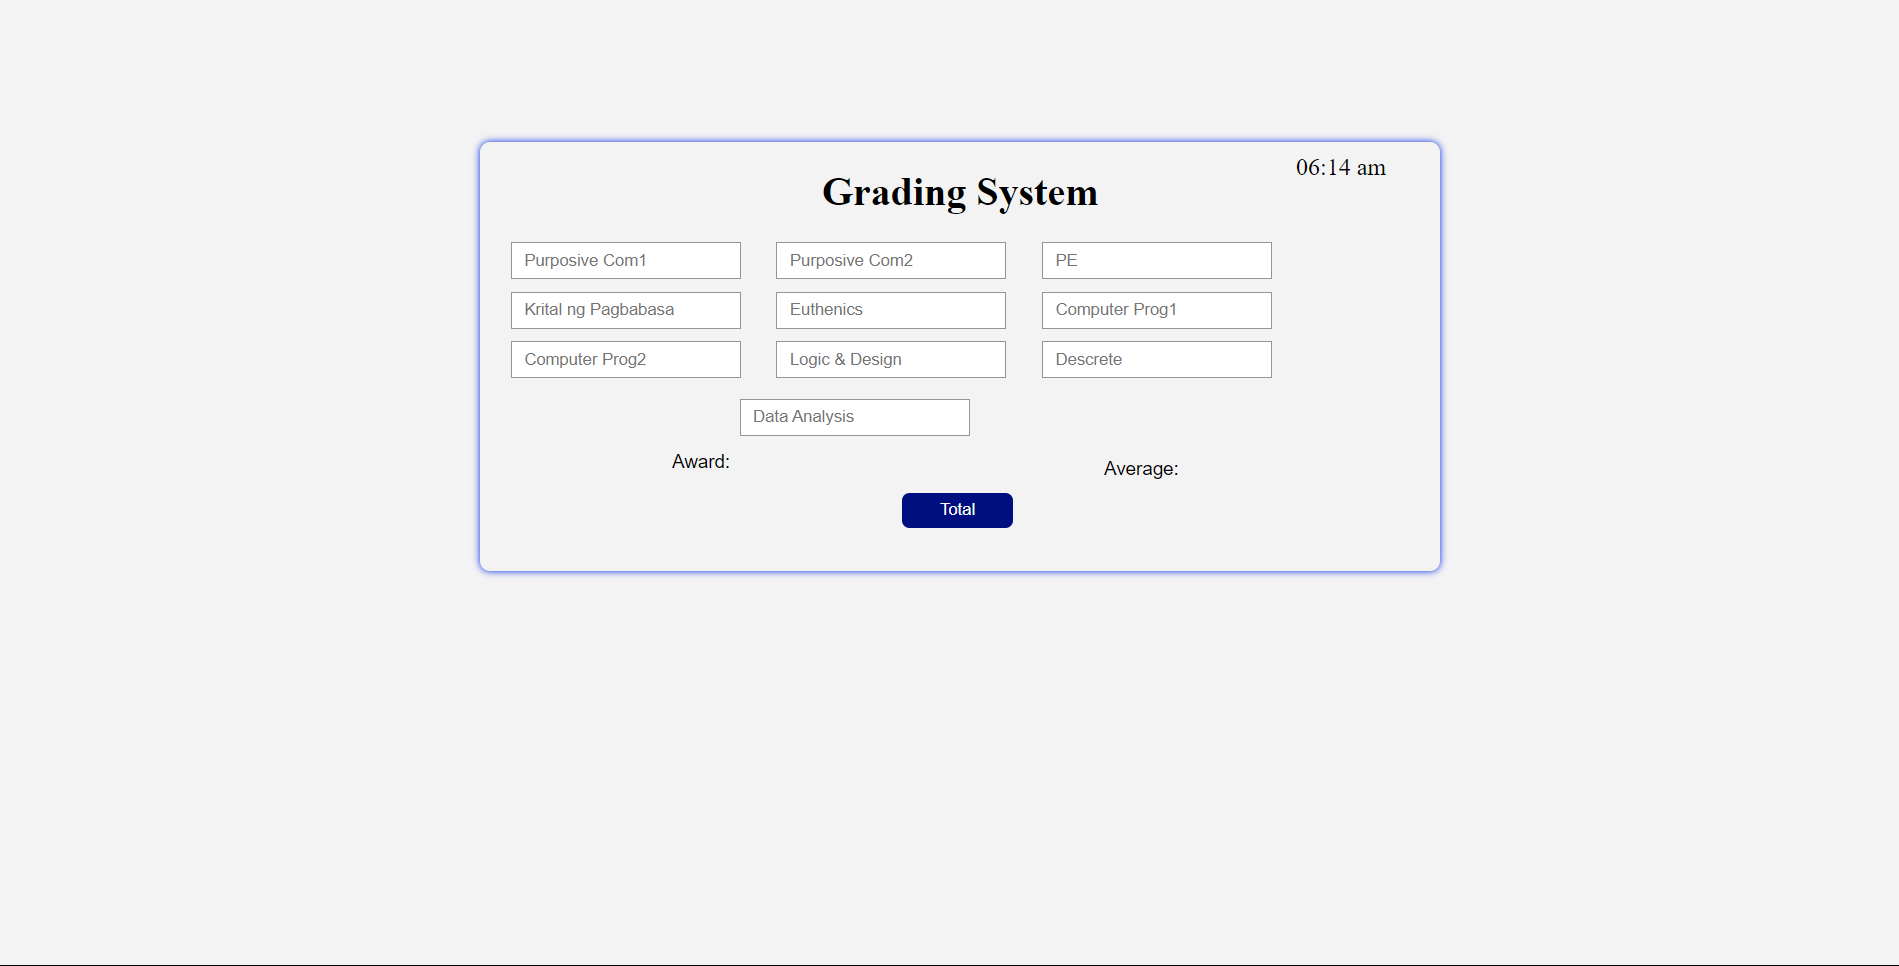 06:14 am
Grading System
Purposive Com1 Purposive Com2 PE
Krital ng Pagbabasa Euthenics Computer Prog1
Computer Prog2 Logic & Design Descrete
Data Analysis
Award: Average:
Total